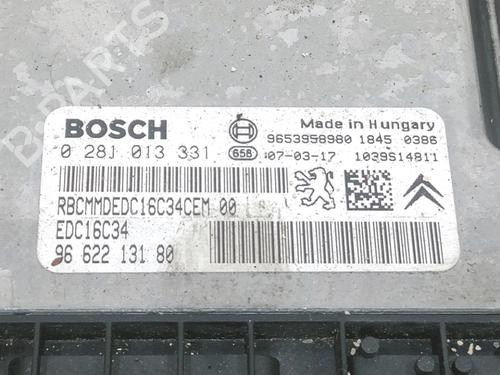 BOSCH
Made in Hungary
9653958980 1845 0386
0 281 013 331
658
07-03-17 1039S14811
RBCMMDEDC16C34CEM 00
EDC16C34
96 622 131 80